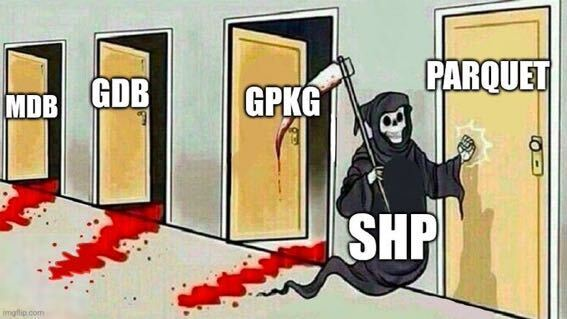 MDB
GDB
GPKG
PARQUET
SHP
imgflip.com